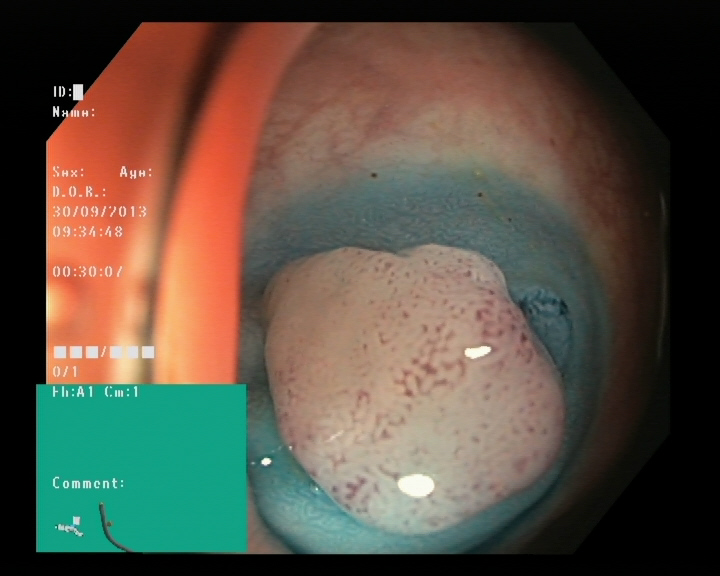 ID:
Name:
Sex: Age:
D.O.B.:
30/09/2013
09:34:48
00:30:07
/
0/1
Eh:A1 Cm:1
Comment: